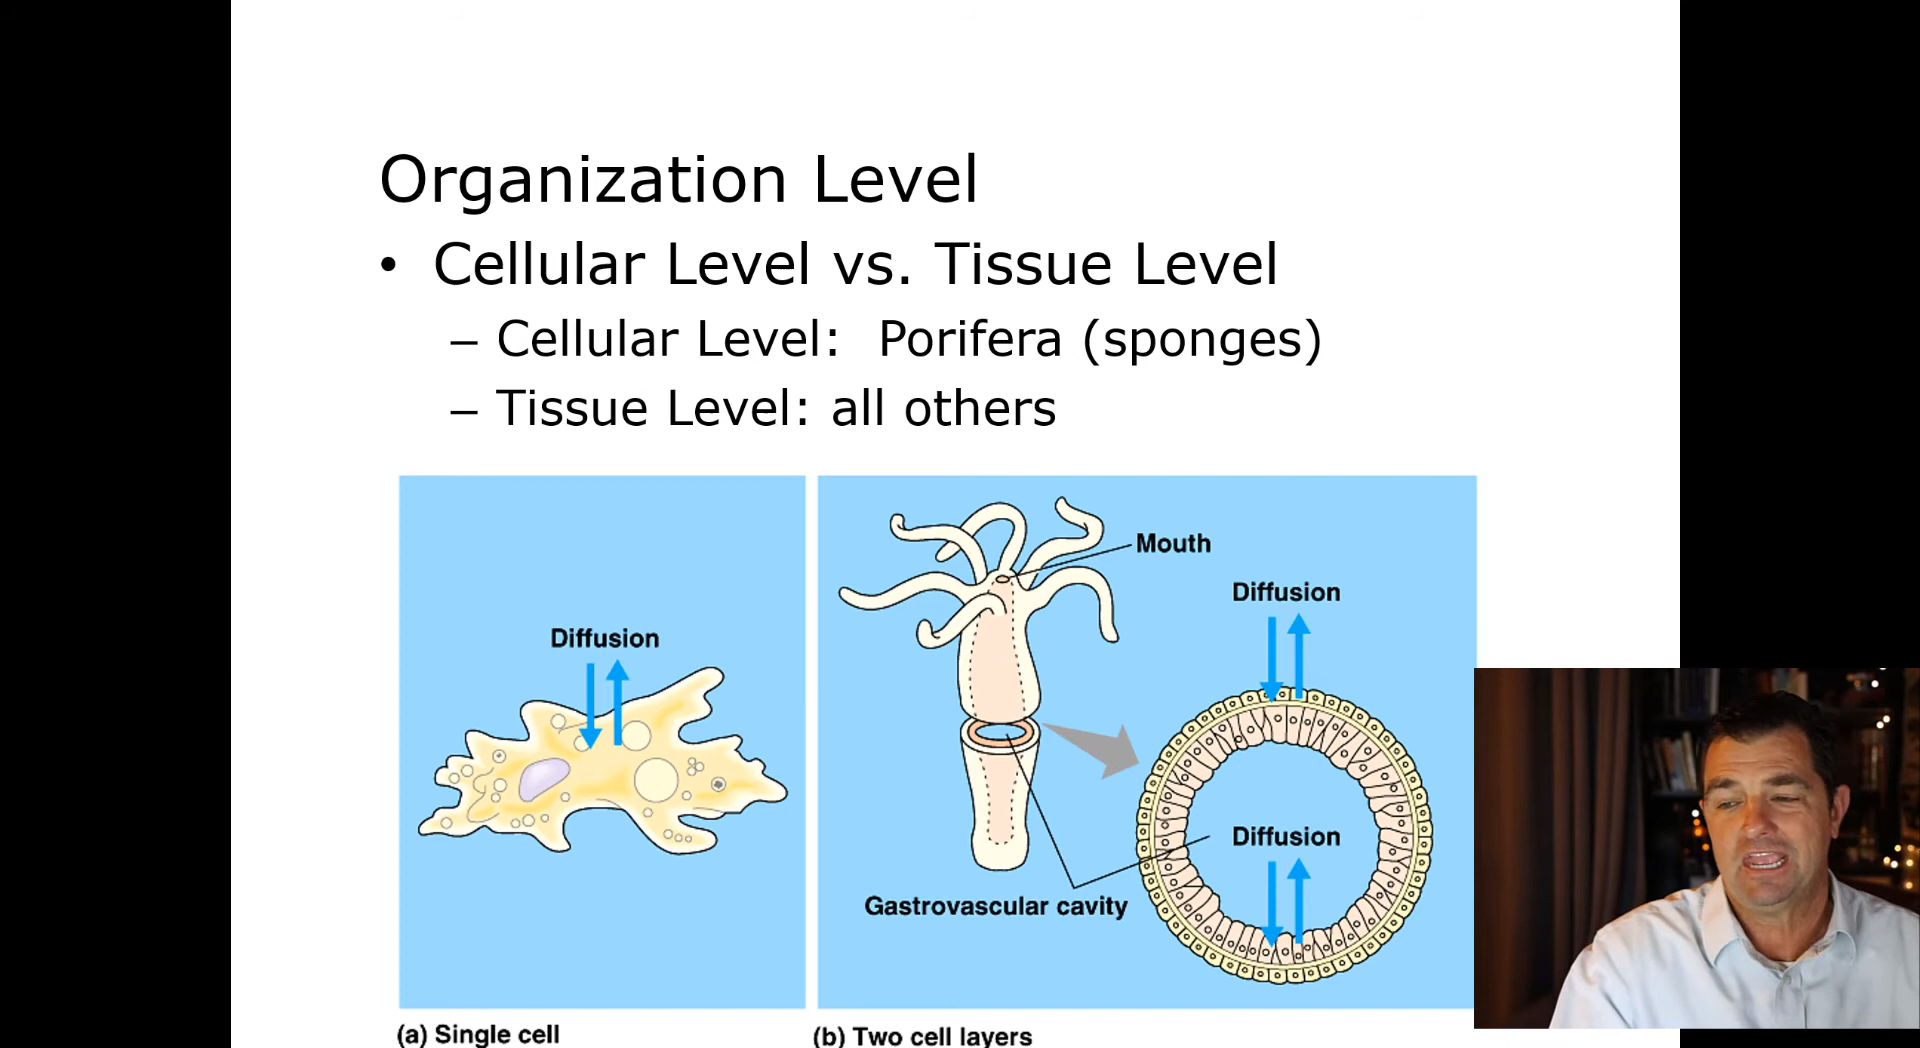 Organization Level
• Cellular Level vs. Tissue Level
– Cellular Level:  Porifera (sponges)
– Tissue Level: all others
Diffusion
Mouth
Diffusion
Diffusion
Gastrovascular cavity
(a) Single cell
(b) Two cell layers